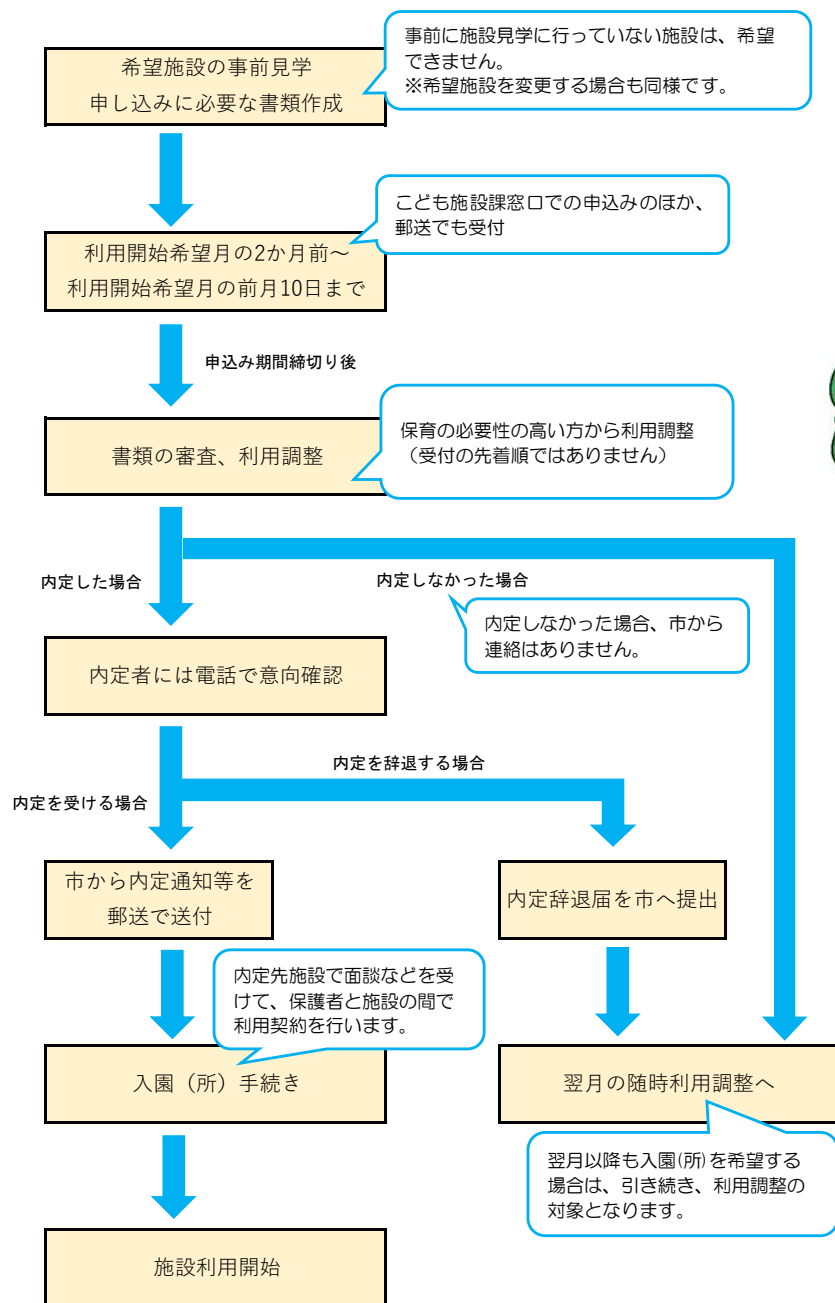 希望施設の事前見学
申し込みに必要な書類作成
事前に施設見学に行っていない施設は、希望
できません。
※希望施設を変更する場合も同様です。
こども施設課窓口での申込みのほか、
郵送でも受付
利用開始希望月の2か月前～
利用開始希望月の前月10日まで
申込み期間締切り後
書類の審査、利用調整
保育の必要性の高い方から利用調整
（受付の先着順ではありません）
内定した場合
内定しなかった場合
内定しなかった場合、市から
連絡はありません。
内定者には電話で意向確認
内定を辞退する場合
内定を受ける場合
市から内定通知等を
郵送で送付
内定辞退届を市へ提出
内定先施設で面談などを受
けて、保護者と施設の間で
利用契約を行います。
入園（所）手続き
翌月の随時利用調整へ
翌月以降も入園(所)を希望する
場合は、引き続き、利用調整の
対象となります。
施設利用開始